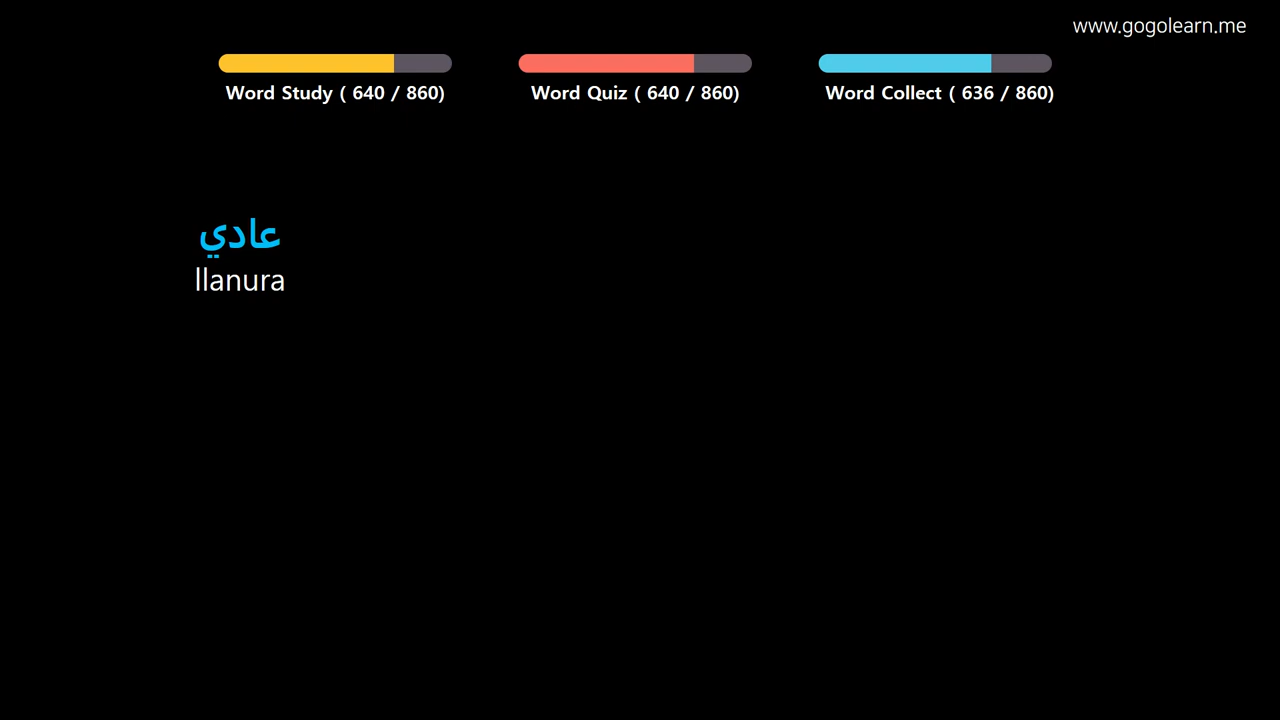 www.gogolearn.me
Word Study ( 640 / 860)
Word Quiz ( 640 / 860)
Word Collect ( 636 / 860)
عادي
llanura